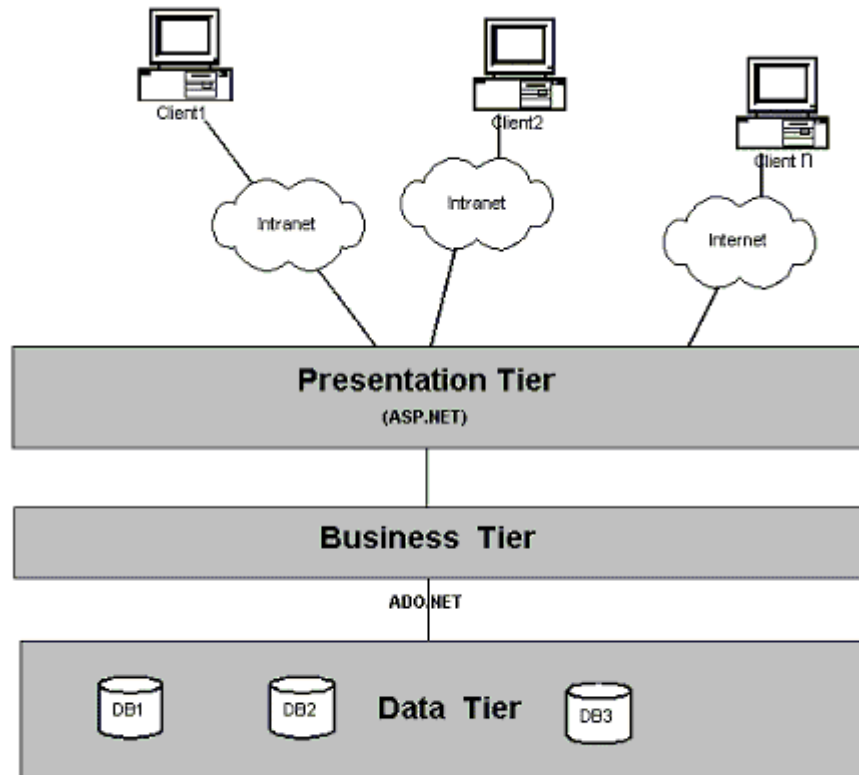 Client1
Client2
Client n
Intranet
Intranet
Internet
Presentation Tier
(ASP.NET)
Business Tier
ADO.NET
DB1
DB2
Data Tier
DB3